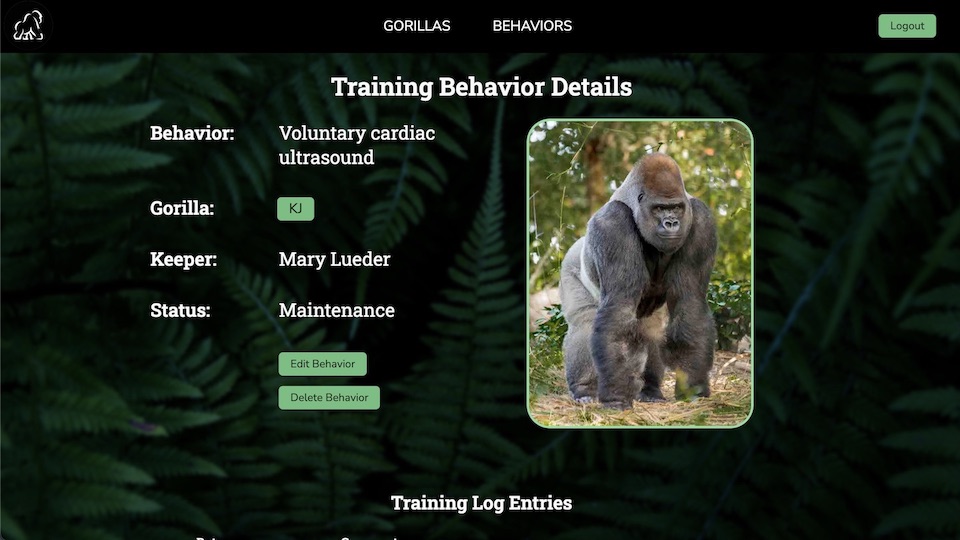 GORILLAS BEHAVIORS Logout
Training Behavior Details
Behavior: Voluntary cardiac
ultrasound
Gorilla: KJ
Keeper: Mary Lueder
Status: Maintenance
Edit Behavior
Delete Behavior
Training Log Entries